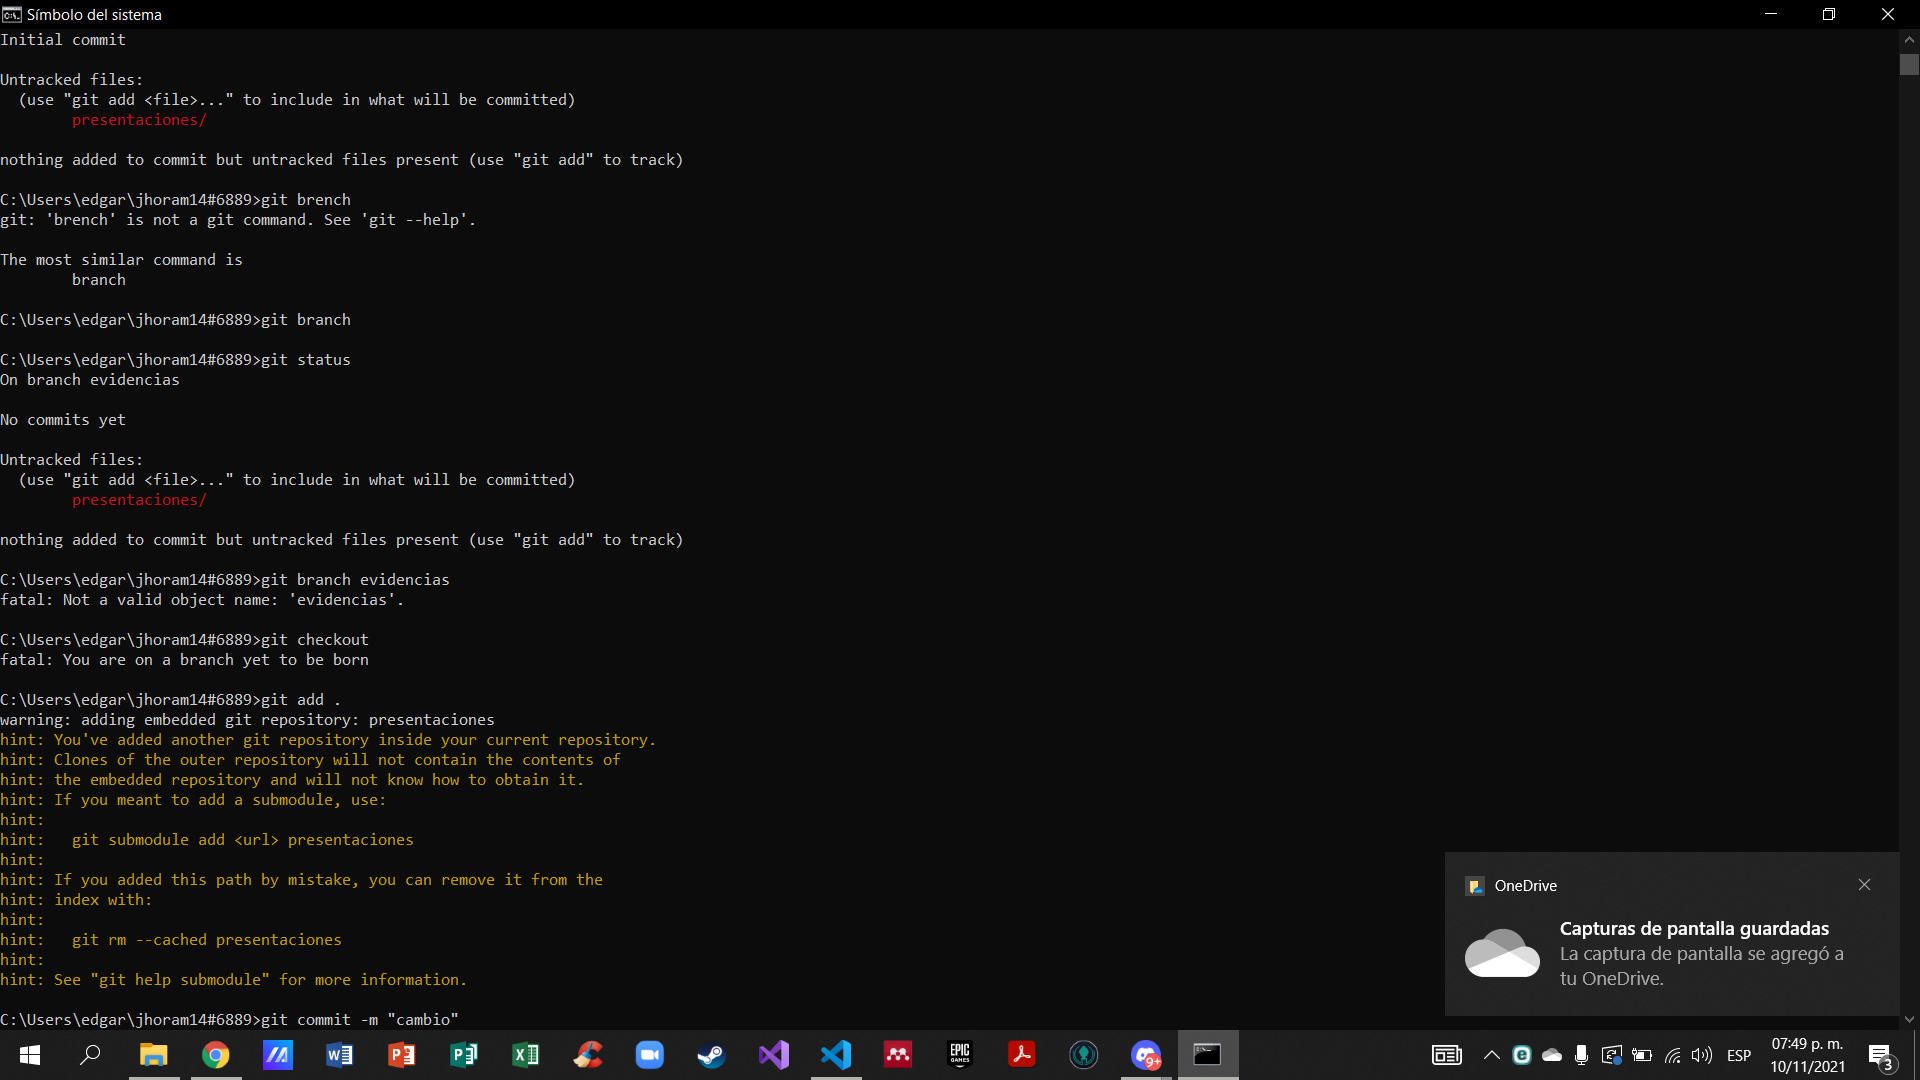 Símbolo del sistema
Initial commit
Untracked files:
  (use "git add <file>..." to include in what will be committed)
        presentaciones/
nothing added to commit but untracked files present (use "git add" to track)
C:\Users\edgar\jhoram14#6889>git brench
git: 'brench' is not a git command. See 'git --help'.
The most similar command is
        branch
C:\Users\edgar\jhoram14#6889>git branch
C:\Users\edgar\jhoram14#6889>git status
On branch evidencias
No commits yet
Untracked files:
  (use "git add <file>..." to include in what will be committed)
        presentaciones/
nothing added to commit but untracked files present (use "git add" to track)
C:\Users\edgar\jhoram14#6889>git branch evidencias
fatal: Not a valid object name: 'evidencias'.
C:\Users\edgar\jhoram14#6889>git checkout
fatal: You are on a branch yet to be born
C:\Users\edgar\jhoram14#6889>git add .
warning: adding embedded git repository: presentaciones
hint: You've added another git repository inside your current repository.
hint: Clones of the outer repository will not contain the contents of
hint: the embedded repository and will not know how to obtain it.
hint: If you meant to add a submodule, use:
hint:
hint:   git submodule add <url> presentaciones
hint:
hint: If you added this path by mistake, you can remove it from the
hint: index with:
hint:
hint:   git rm --cached presentaciones
hint:
hint: See "git help submodule" for more information.
C:\Users\edgar\jhoram14#6889>git commit -m "cambio"
OneDrive
Capturas de pantalla guardadas
La captura de pantalla se agregó a
tu OneDrive.
EPIC
GAMES
9+
ESP
07:49 p. m.
10/11/2021
3